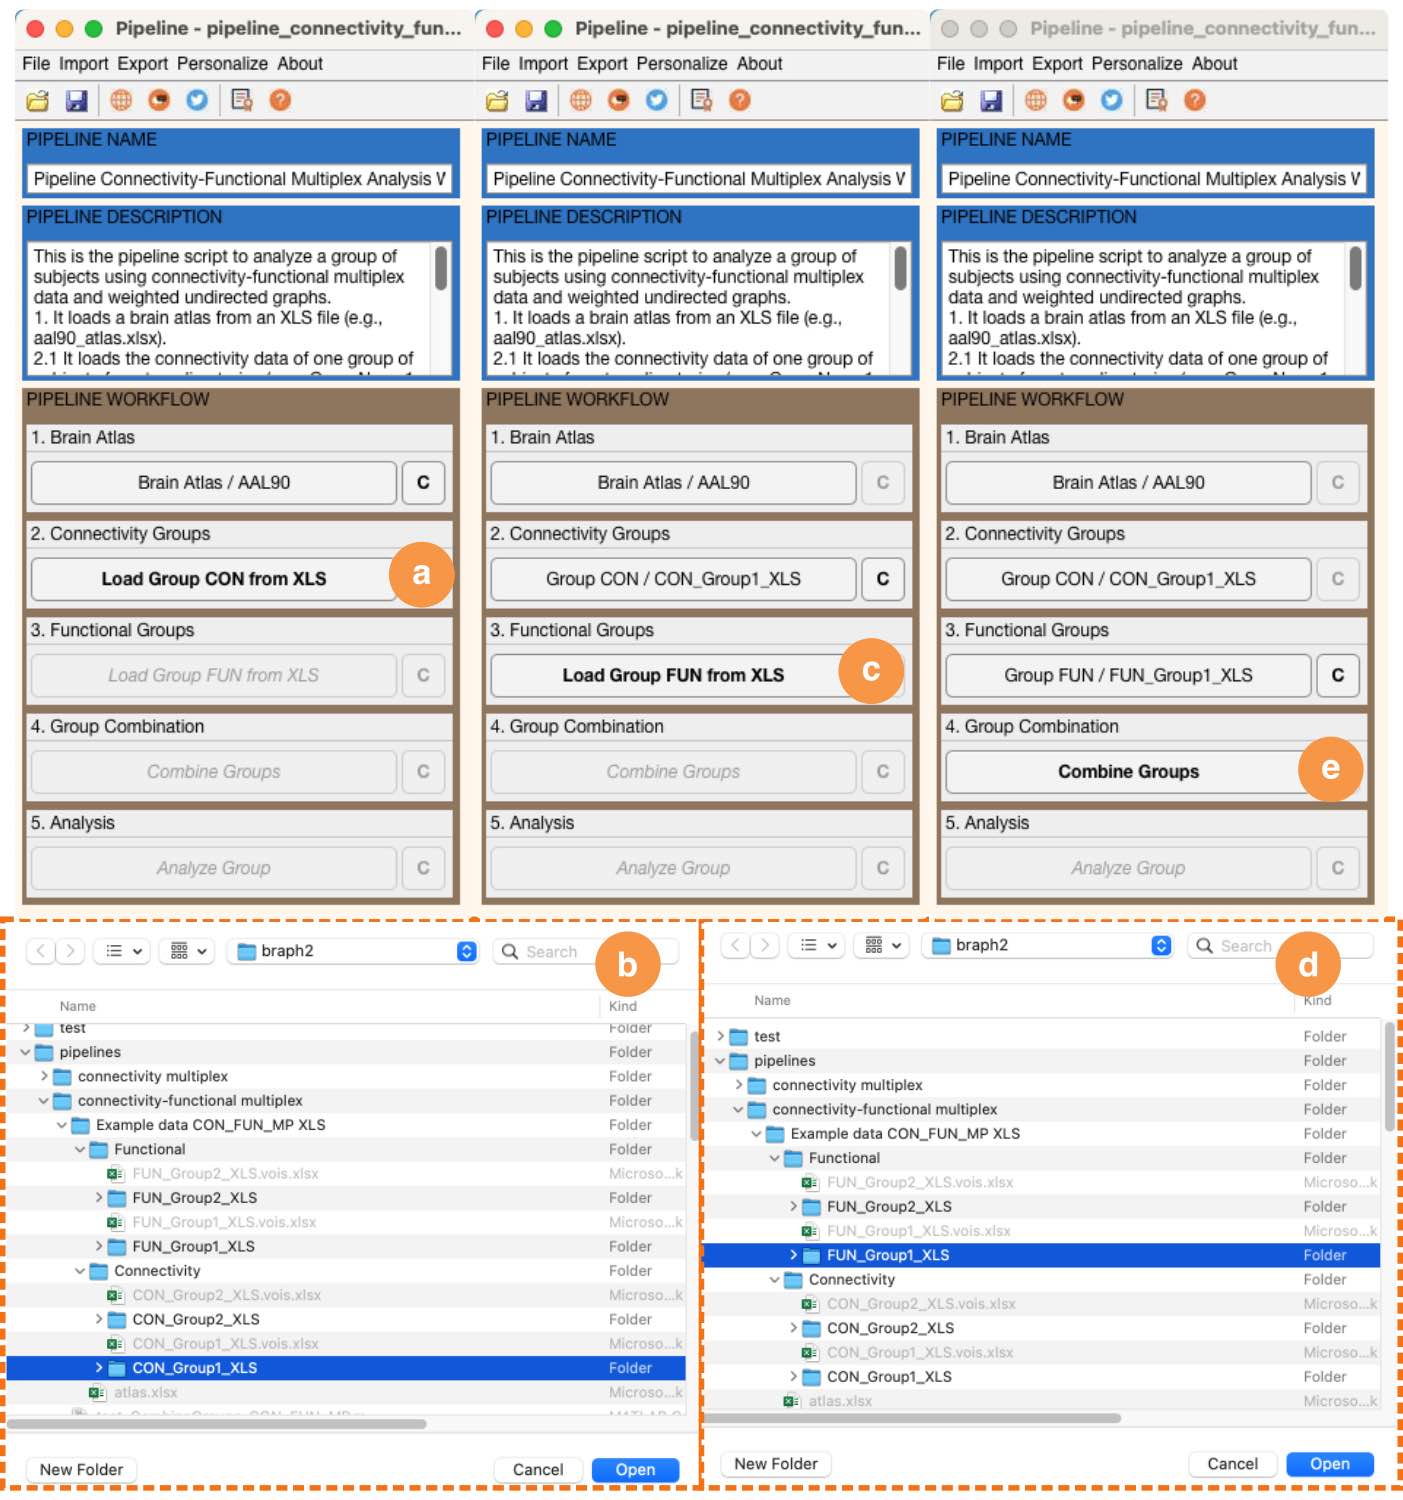 Pipeline - pipeline_connectivity_fun...
File Import Export Personalize About
PIPELINE NAME
Pipeline Connectivity-Functional Multiplex Analysis
PIPELINE DESCRIPTION
This is the pipeline script to analyze a group of
subjects using connectivity-functional multiplex
data and weighted undirected graphs.
1. It loads a brain atlas from an XLS file (e.g.,
aal90_atlas.xlsx).
2.1 It loads the connectivity data of one group of
PIPELINE WORKFLOW
1. Brain Atlas
Brain Atlas / AAL90
C
2. Connectivity Groups
Load Group CON from XLS
a
3. Functional Groups
Load Group FUN from XLS
C
4. Group Combination
Combine Groups
C
5. Analysis
Analyze Group
C
Pipeline - pipeline_connectivity_fun...
File Import Export Personalize About
PIPELINE NAME
Pipeline Connectivity-Functional Multiplex Analysis
PIPELINE DESCRIPTION
This is the pipeline script to analyze a group of
subjects using connectivity-functional multiplex
data and weighted undirected graphs.
1. It loads a brain atlas from an XLS file (e.g.,
aal90_atlas.xlsx).
2.1 It loads the connectivity data of one group of
PIPELINE WORKFLOW
1. Brain Atlas
Brain Atlas / AAL90
C
2. Connectivity Groups
Group CON / CON_Group1_XLS
C
3. Functional Groups
Load Group FUN from XLS
c
4. Group Combination
Combine Groups
C
5. Analysis
Analyze Group
C
Pipeline - pipeline_connectivity_fun...
File Import Export Personalize About
PIPELINE NAME
Pipeline Connectivity-Functional Multiplex Analysis
PIPELINE DESCRIPTION
This is the pipeline script to analyze a group of
subjects using connectivity-functional multiplex
data and weighted undirected graphs.
1. It loads a brain atlas from an XLS file (e.g.,
aal90_atlas.xlsx).
2.1 It loads the connectivity data of one group of
PIPELINE WORKFLOW
1. Brain Atlas
Brain Atlas / AAL90
C
2. Connectivity Groups
Group CON / CON_Group1_XLS
C
3. Functional Groups
Group FUN / FUN_Group1_XLS
C
4. Group Combination
Combine Groups
e
5. Analysis
Analyze Group
C
braph2
Search
b
Name Kind
test Folder
pipelines Folder
connectivity multiplex Folder
connectivity-functional multiplex Folder
Example data CON_FUN_MP XLS Folder
Functional Folder
FUN_Group2_XLS.vois.xlsx Microso...k
FUN_Group2_XLS Folder
FUN_Group1_XLS.vois.xlsx Microso...k
FUN_Group1_XLS Folder
Connectivity Folder
CON_Group2_XLS.vois.xlsx Microso...k
CON_Group2_XLS Folder
CON_Group1_XLS.vois.xlsx Microso...k
CON_Group1_XLS Folder
atlas.xlsx Microso...k
New Folder Cancel Open
braph2
Search
d
Name Kind
test Folder
pipelines Folder
connectivity multiplex Folder
connectivity-functional multiplex Folder
Example data CON_FUN_MP XLS Folder
Functional Folder
FUN_Group2_XLS.vois.xlsx Microso...k
FUN_Group2_XLS Folder
FUN_Group1_XLS.vois.xlsx Microso...k
FUN_Group1_XLS Folder
Connectivity Folder
CON_Group2_XLS.vois.xlsx Microso...k
CON_Group2_XLS Folder
CON_Group1_XLS.vois.xlsx Microso...k
CON_Group1_XLS Folder
atlas.xlsx Microso...k
New Folder Cancel Open